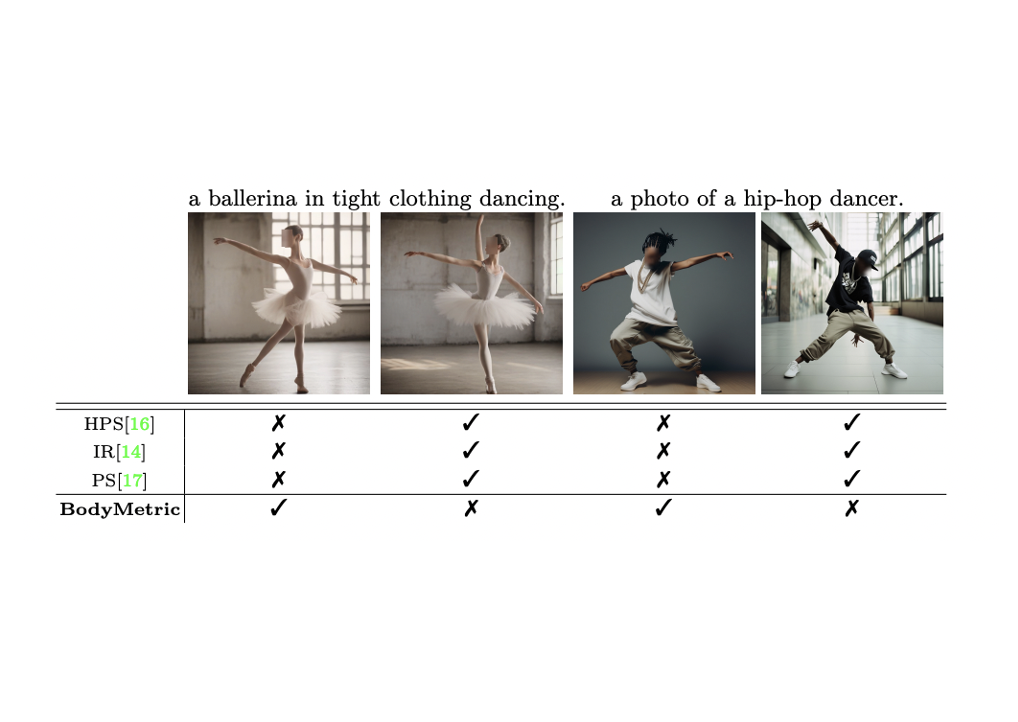 a ballerina in tight clothing dancing. a photo of a hip-hop dancer.
HPS[16] ✗ ✓ ✗ ✓
IR[14] ✗ ✓ ✗ ✓
PS[17] ✗ ✓ ✗ ✓
BodyMetric ✓ ✗ ✓ ✗